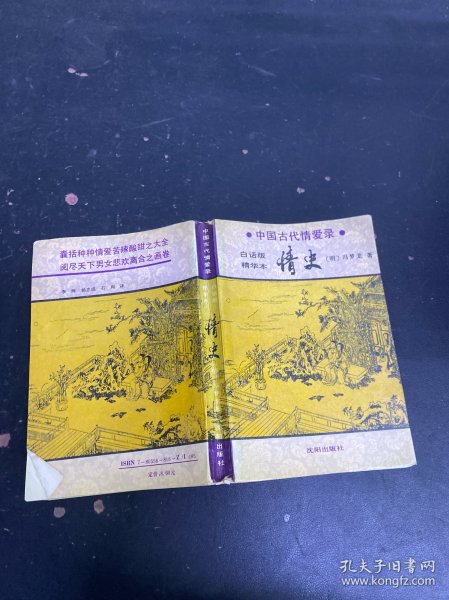 囊括种种情爱苦辣酸甜之大全
阅尽天下男女悲欢离合之画卷
中国古代情爱录
情史
出版社
• 中国古代情爱录 •
白话版
精华本
情史
〔明〕冯梦龙 著
沈阳出版社
孔夫子旧书网
www.kongfz.com